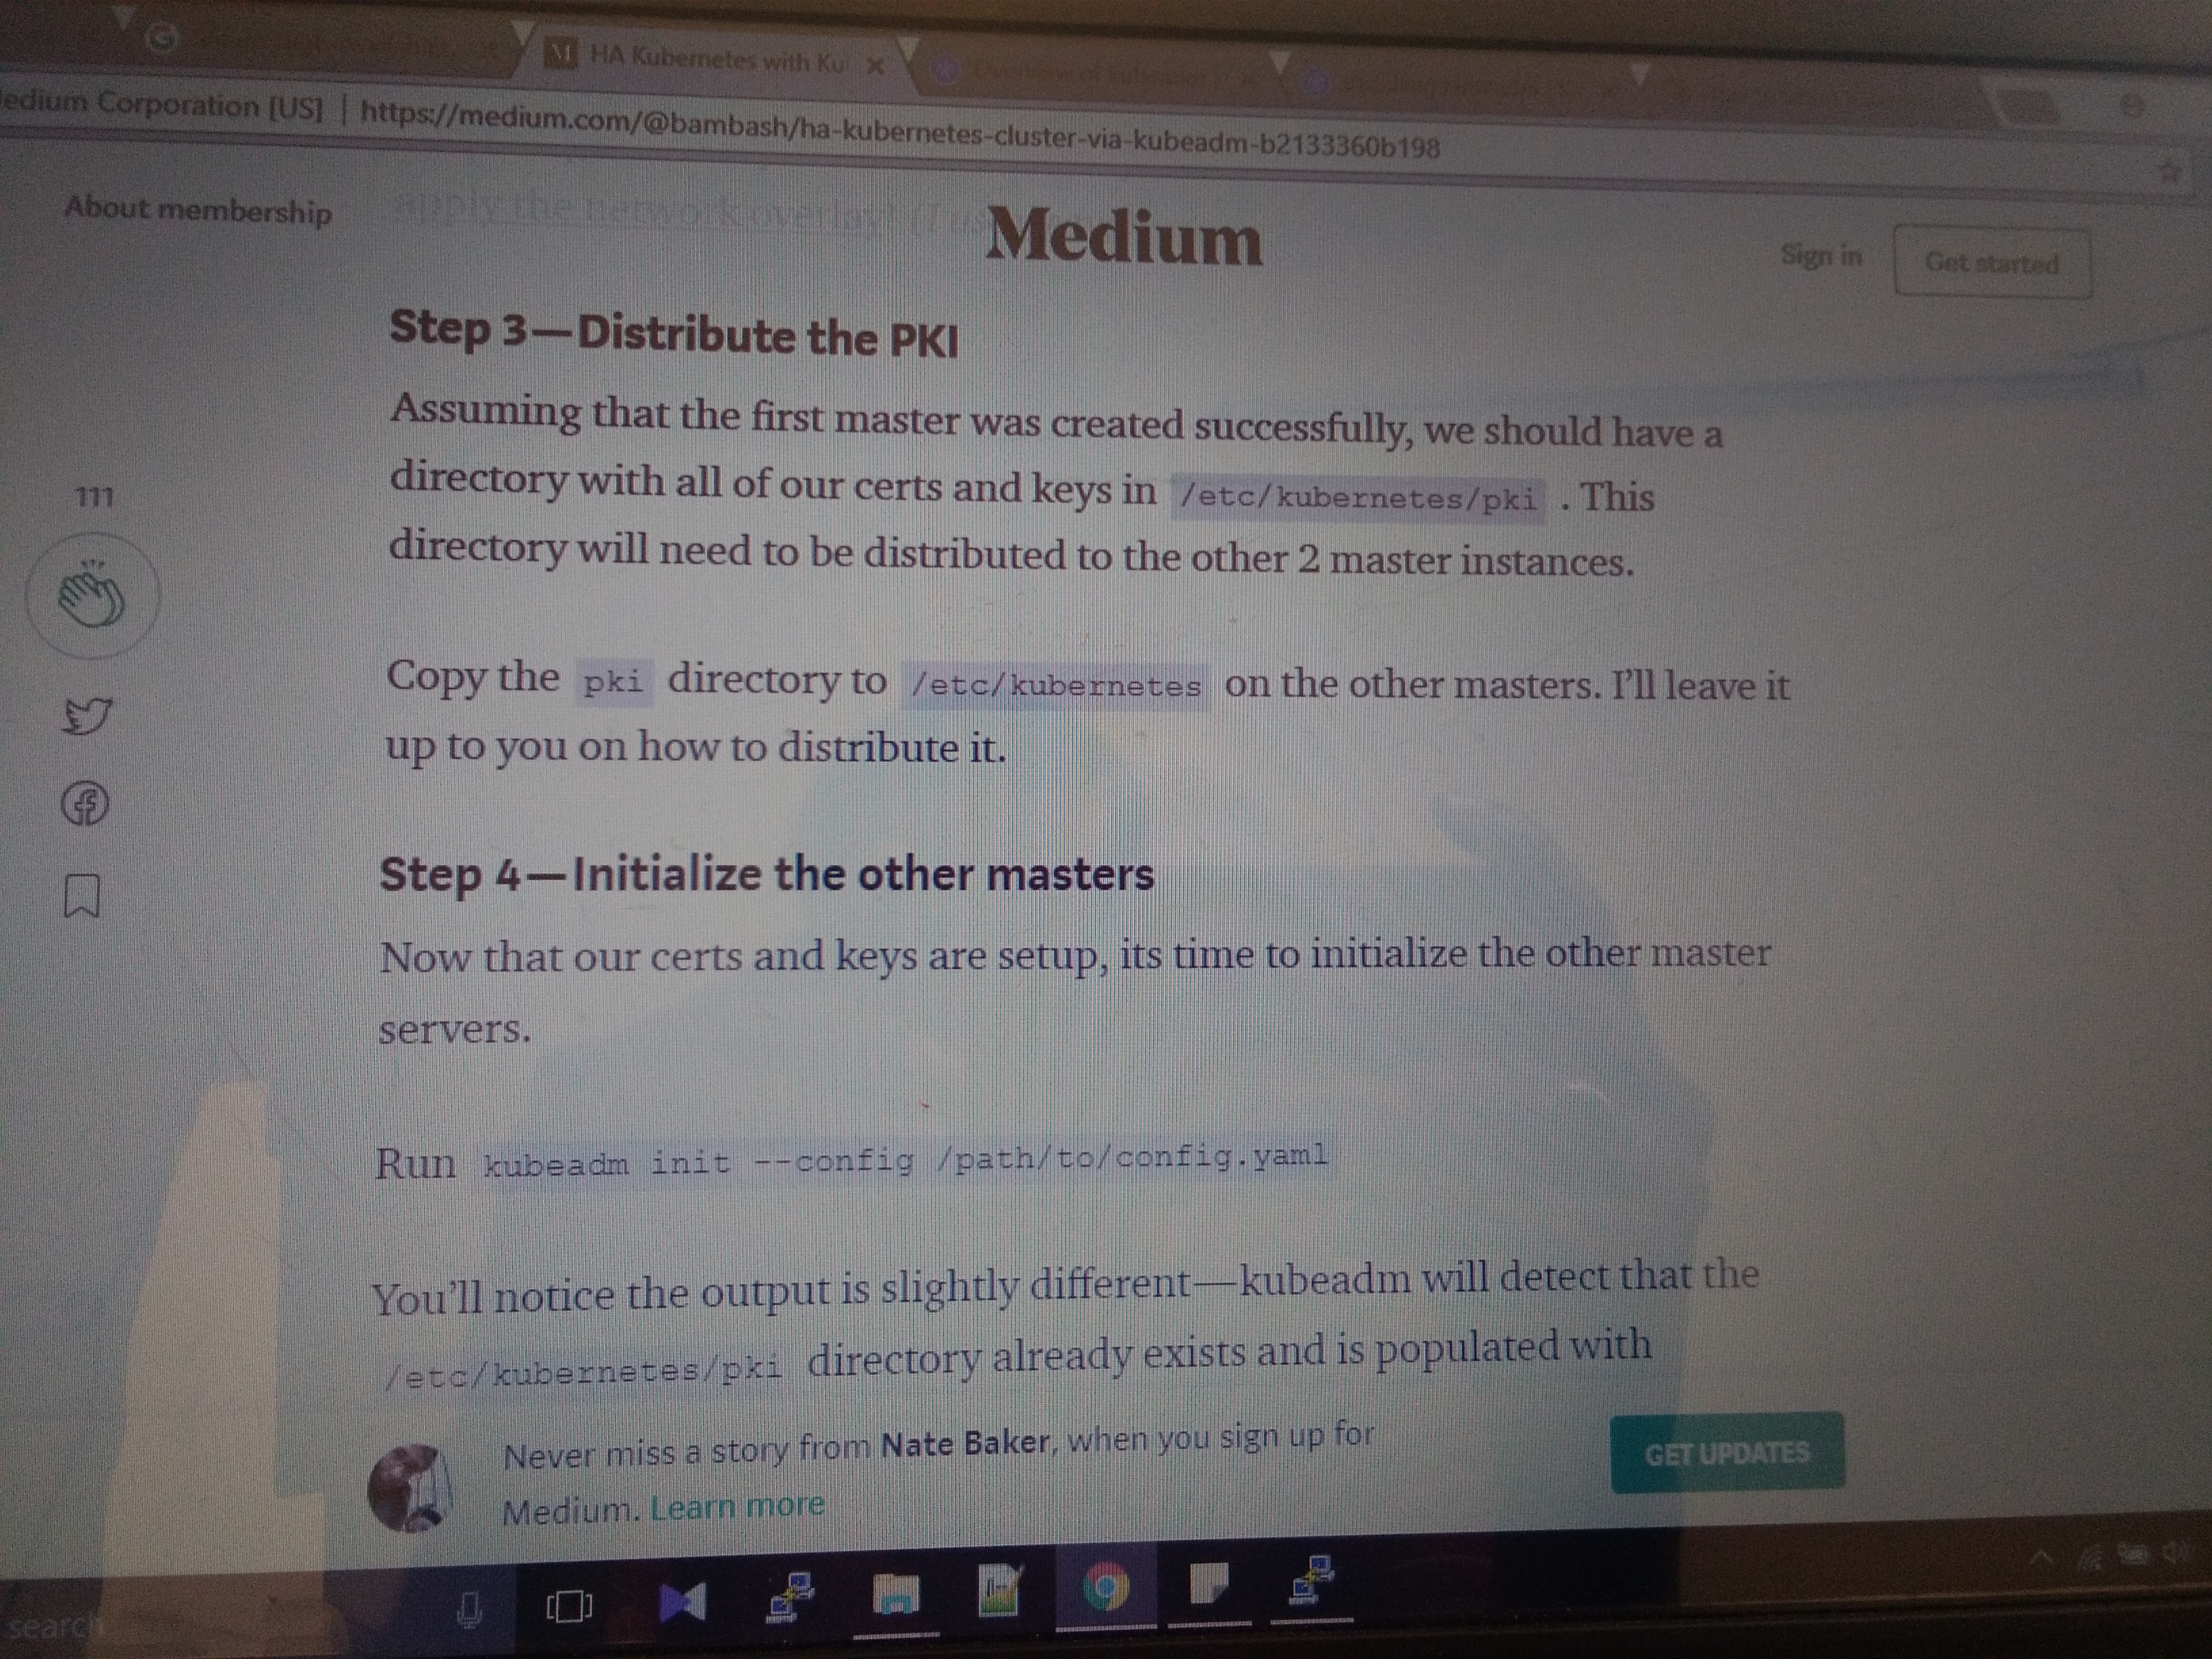 HA Kubernetes with Ku
edium Corporation [US] | https://medium.com/@bambash/ha-kubernetes-cluster-via-kubeadm-b2133360b198
About membership
apply the network overlay
Medium
Sign in
Get started
Step 3—Distribute the PKI
Assuming that the first master was created successfully, we should have a
directory with all of our certs and keys in /etc/kubernetes/pki . This
directory will need to be distributed to the other 2 master instances.
111
Copy the pki directory to /etc/kubernetes on the other masters. I’ll leave it
up to you on how to distribute it.
Step 4—Initialize the other masters
Now that our certs and keys are setup, its time to initialize the other master
servers.
Run kubeadm init --config /path/to/config.yaml
You’ll notice the output is slightly different—kubeadm will detect that the
/etc/kubernetes/pki directory already exists and is populated with
Never miss a story from Nate Baker, when you sign up for
Medium. Learn more
GET UPDATES
search